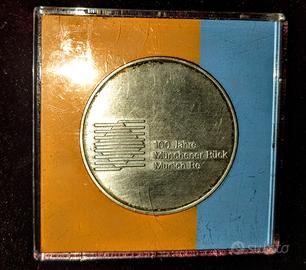 100 Jahre
Münchener Rück
Munich Re
subito